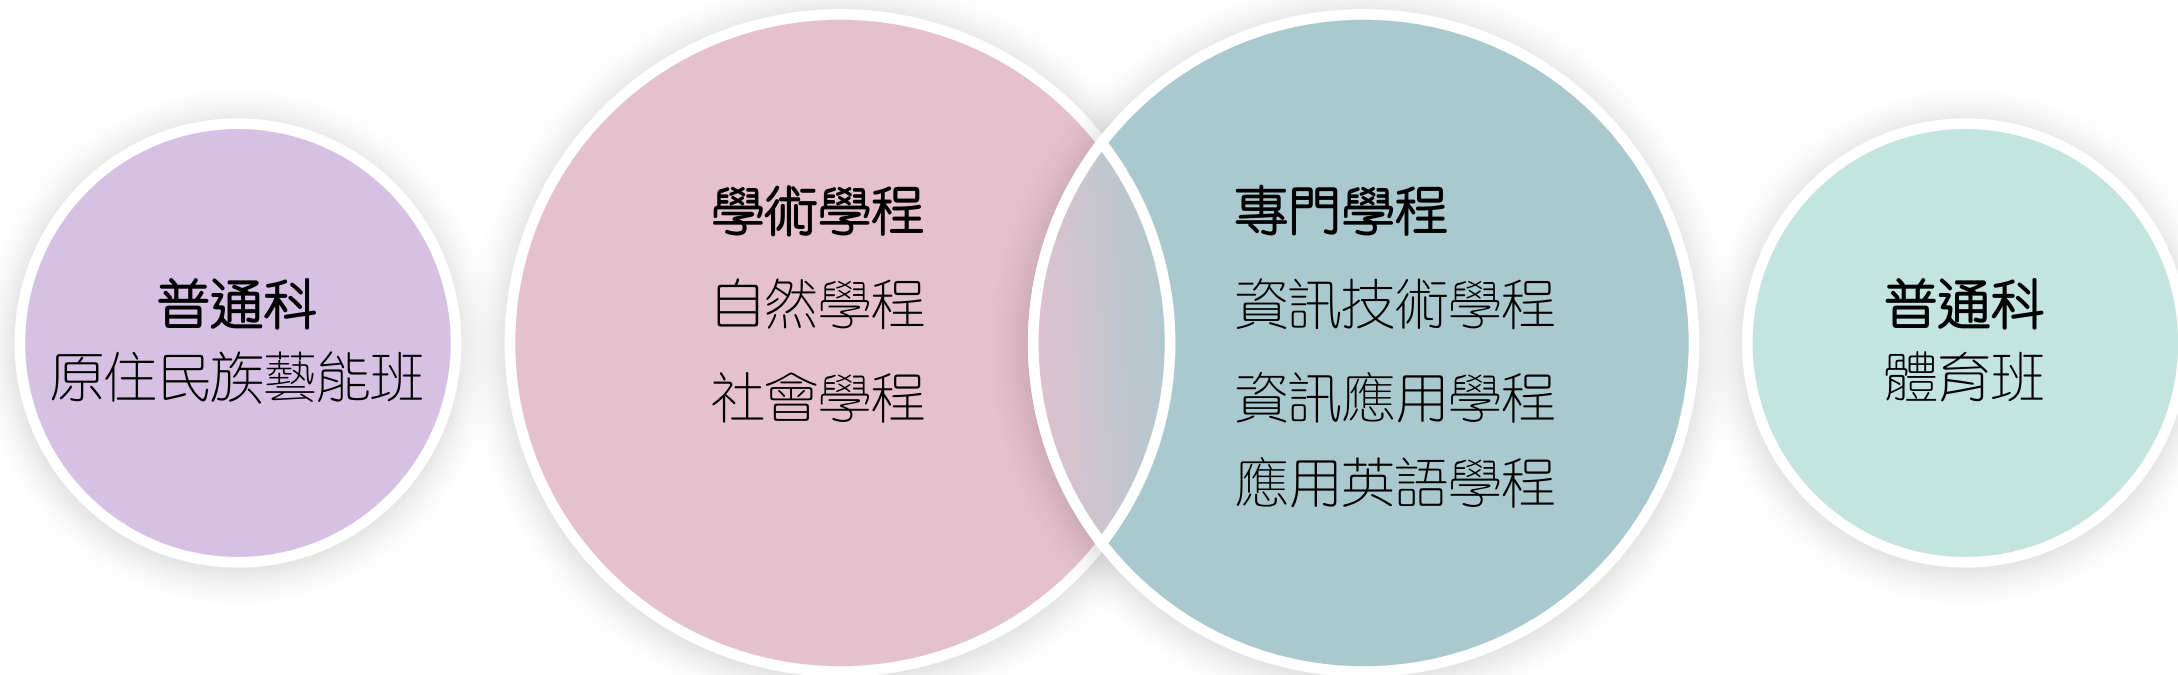 普通科
原住民族藝能班
學術學程
自然學程
社會學程
專門學程
資訊技術學程
資訊應用學程
應用英語學程
普通科
體育班